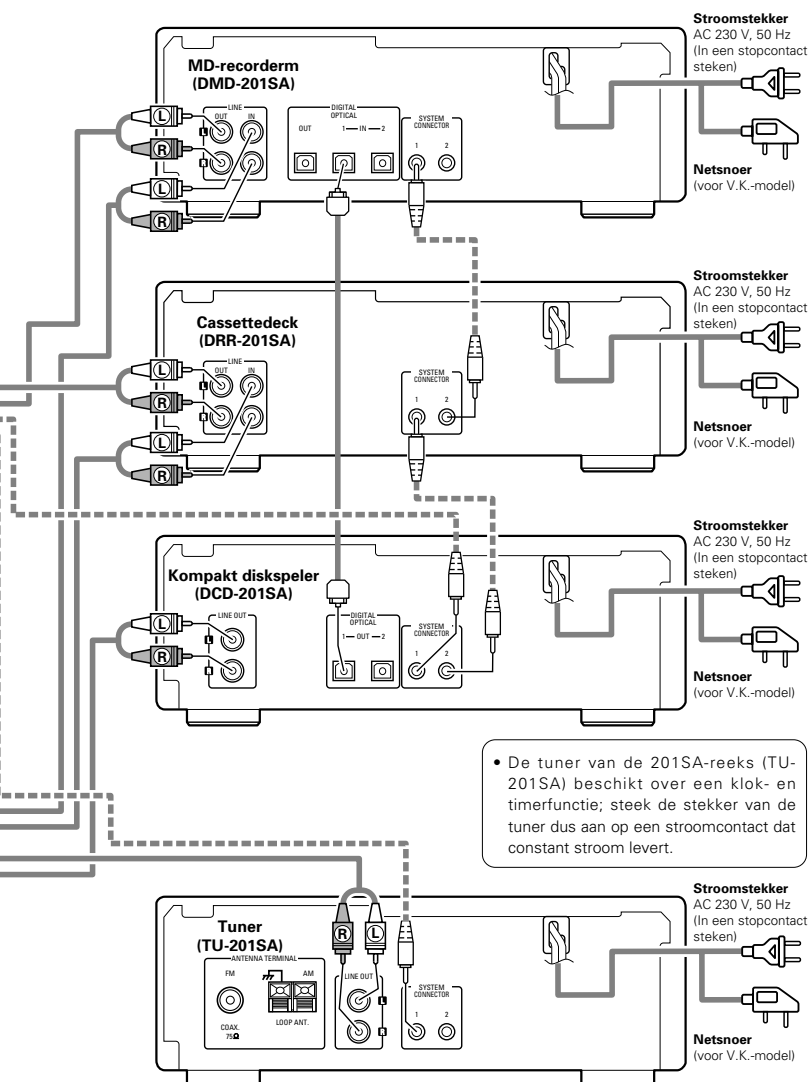 Stroomstekker
AC 230 V, 50 Hz
(In een stopcontact
steken)
MD-recorderm
(DMD-201SA)
LINE
OUT IN
L
R
L
R
L
R
DIGITAL
OPTICAL
OUT 1 IN 2
SYSTEM
CONNECTOR
1 2
Netsnoer
(voor V.K.-model)
Stroomstekker
AC 230 V, 50 Hz
(In een stopcontact
steken)
Cassettedeck
(DRR-201SA)
LINE
OUT IN
L
R
L
R
L
R
SYSTEM
CONNECTOR
1 2
Netsnoer
(voor V.K.-model)
Stroomstekker
AC 230 V, 50 Hz
(In een stopcontact
steken)
Kompakt diskspeler
(DCD-201SA)
LINE OUT
L
R
L
R
DIGITAL
OPTICAL
1 OUT 2
SYSTEM
CONNECTOR
1 2
Netsnoer
(voor V.K.-model)
• De tuner van de 201SA-reeks (TU-
201SA) beschikt over een klok- en
timerfunctie; steek de stekker van de
tuner dus aan op een stroomcontact dat
constant stroom levert.
Stroomstekker
AC 230 V, 50 Hz
(In een stopcontact
steken)
Tuner
(TU-201SA)
R L
ANTENNA TERMINAL
FM AM
COAX.
75Ω
LOOP ANT.
LINE OUT
L
R
SYSTEM
CONNECTOR
1 2
Netsnoer
(voor V.K.-model)